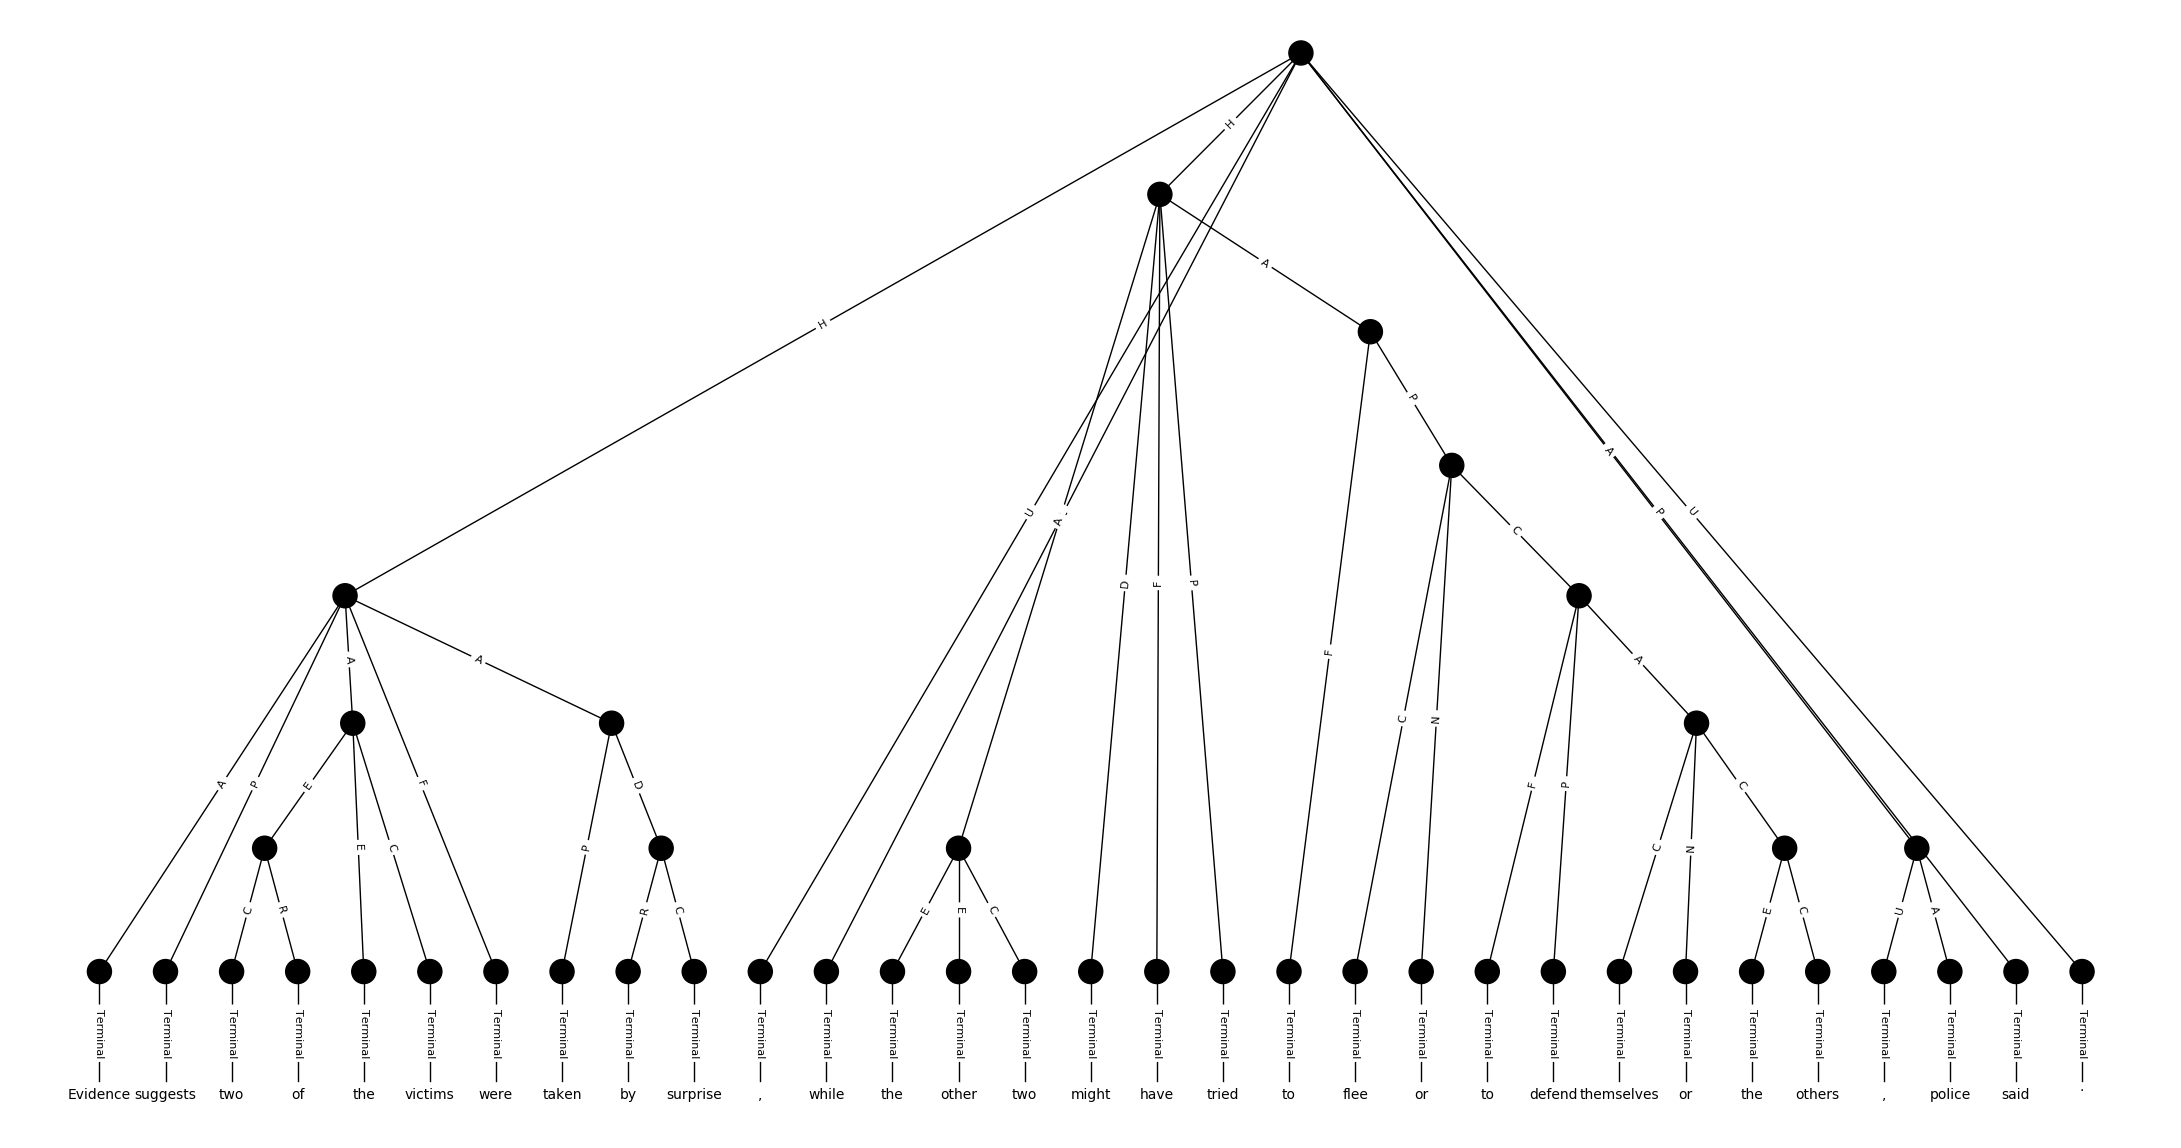 H
H
A
A
P
P
U
U
A
D
F
P
F
C
C
N
A
A
A
F
P
A
A
P
E
E
C
F
P
D
C
N
C
C
R
R
C
E
E
C
E
C
U
A
Terminal Terminal Terminal Terminal Terminal Terminal Terminal Terminal Terminal Terminal Terminal Terminal Terminal Terminal Terminal Terminal Terminal Terminal Terminal Terminal Terminal Terminal Terminal Terminal Terminal Terminal Terminal Terminal Terminal Terminal Terminal
Evidence suggests two of the victims were taken by surprise , while the other two might have tried to flee or to defend themselves or the others , police said .